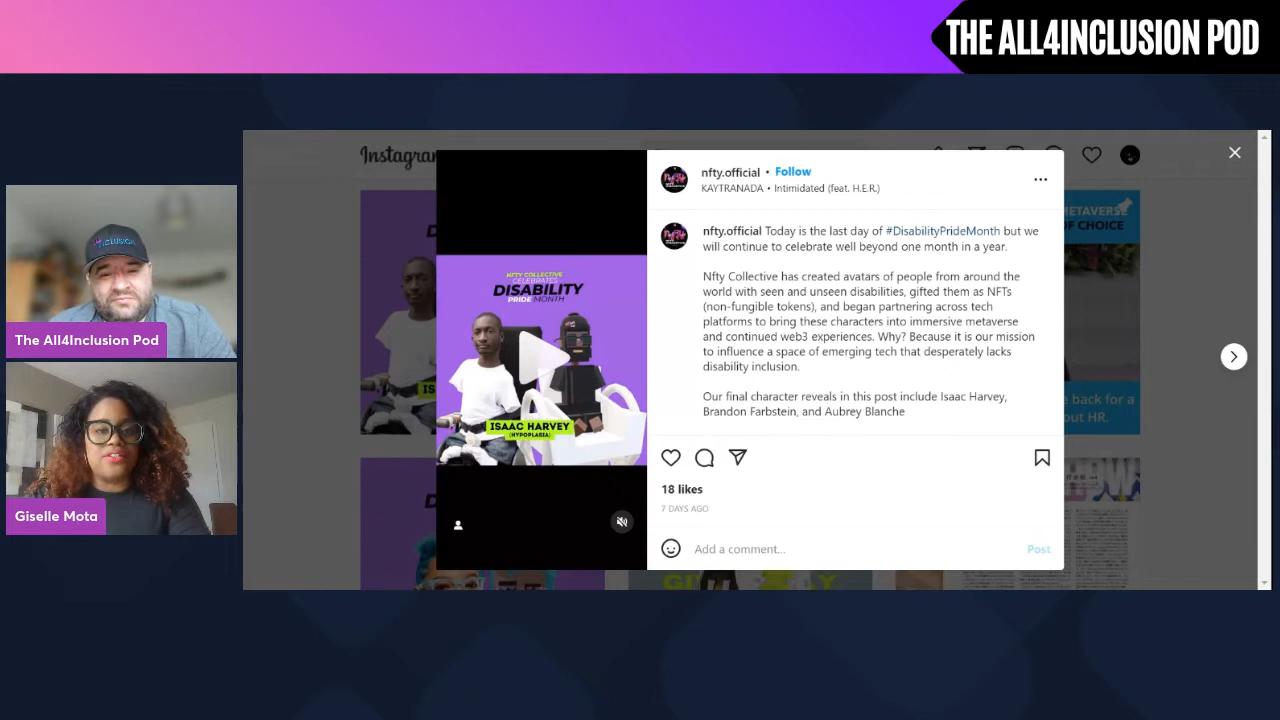 THE ALL4INCLUSION POD
Instagram
nfty.official • Follow
KAYTRANADA • Intimidated (feat. H.E.R.)
METAVERSE
OF CHOICE
nfty.official Today is the last day of #DisabilityPrideMonth but we
will continue to celebrate well beyond one month in a year.
Nfty Collective has created avatars of people from around the
world with seen and unseen disabilities, gifted them as NFTs
(non-fungible tokens), and began partnering across tech
platforms to bring these characters into immersive metaverse
and continued web3 experiences. Why? Because it is our mission
to influence a space of emerging tech that desperately lacks
disability inclusion.
Our final character reveals in this post include Isaac Harvey,
Brandon Farbstein, and Aubrey Blanche
NFTY COLLECTIVE
CELEBRATES
DISABILITY
PRIDE MONTH
ISAAC HARVEY
(HYPOPLASIA)
INCLUSION
The All4Inclusion Pod
Giselle Mota
e back for a
out HR.
18 likes
7 DAYS AGO
Add a comment...
Post